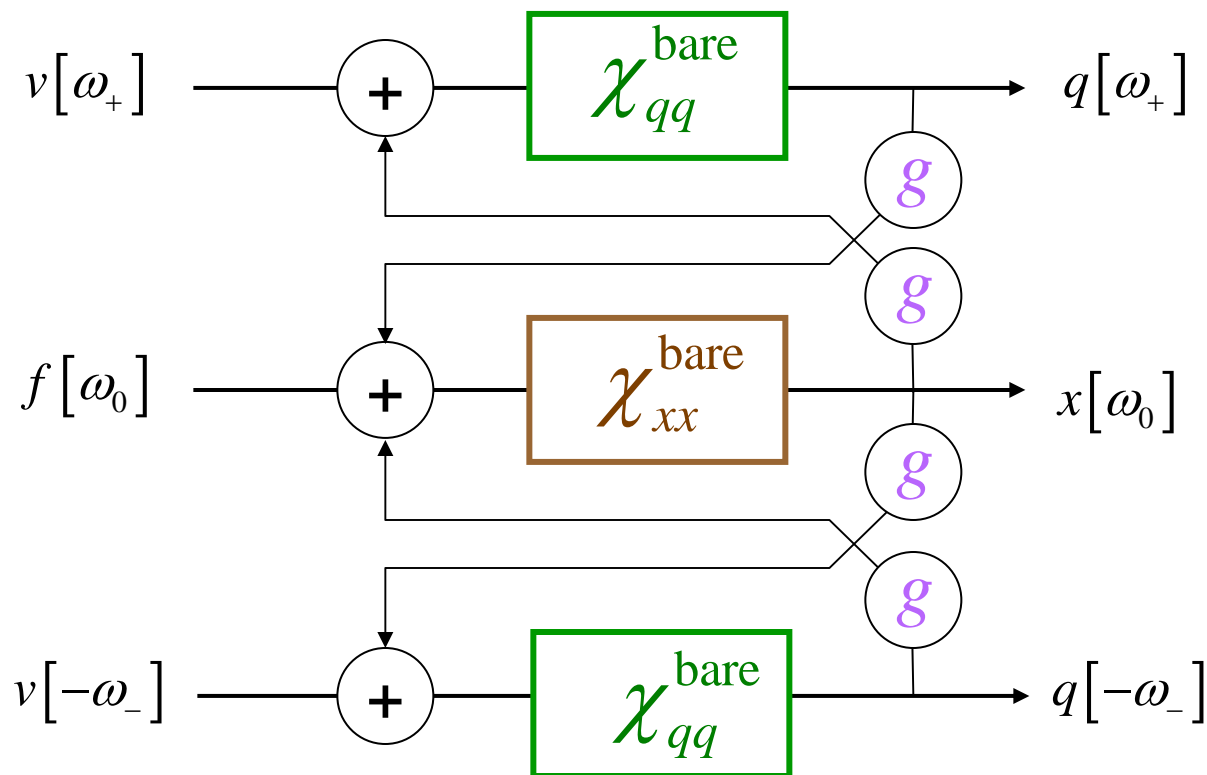 v[ω₊] + χ_qq^bare q[ω₊]
g
g
f[ω₀] + χ_xx^bare x[ω₀]
g
g
v[−ω₋] + χ_qq^bare q[−ω₋]